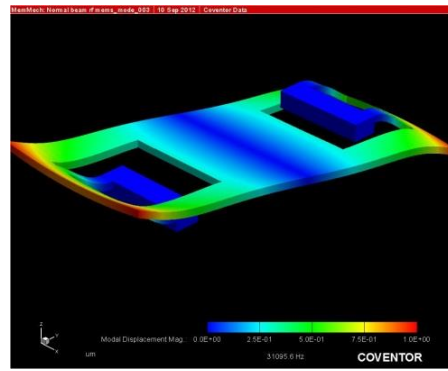 MemMech: Normal beam rf mems_mode_003 | 10 Sep 2012 | Coventor Data
Z
Y
X
um
Modal Displacement Mag.: 0.0E+00 2.5E-01 5.0E-01 7.5E-01 1.0E+00
31095.6 Hz
COVENTOR